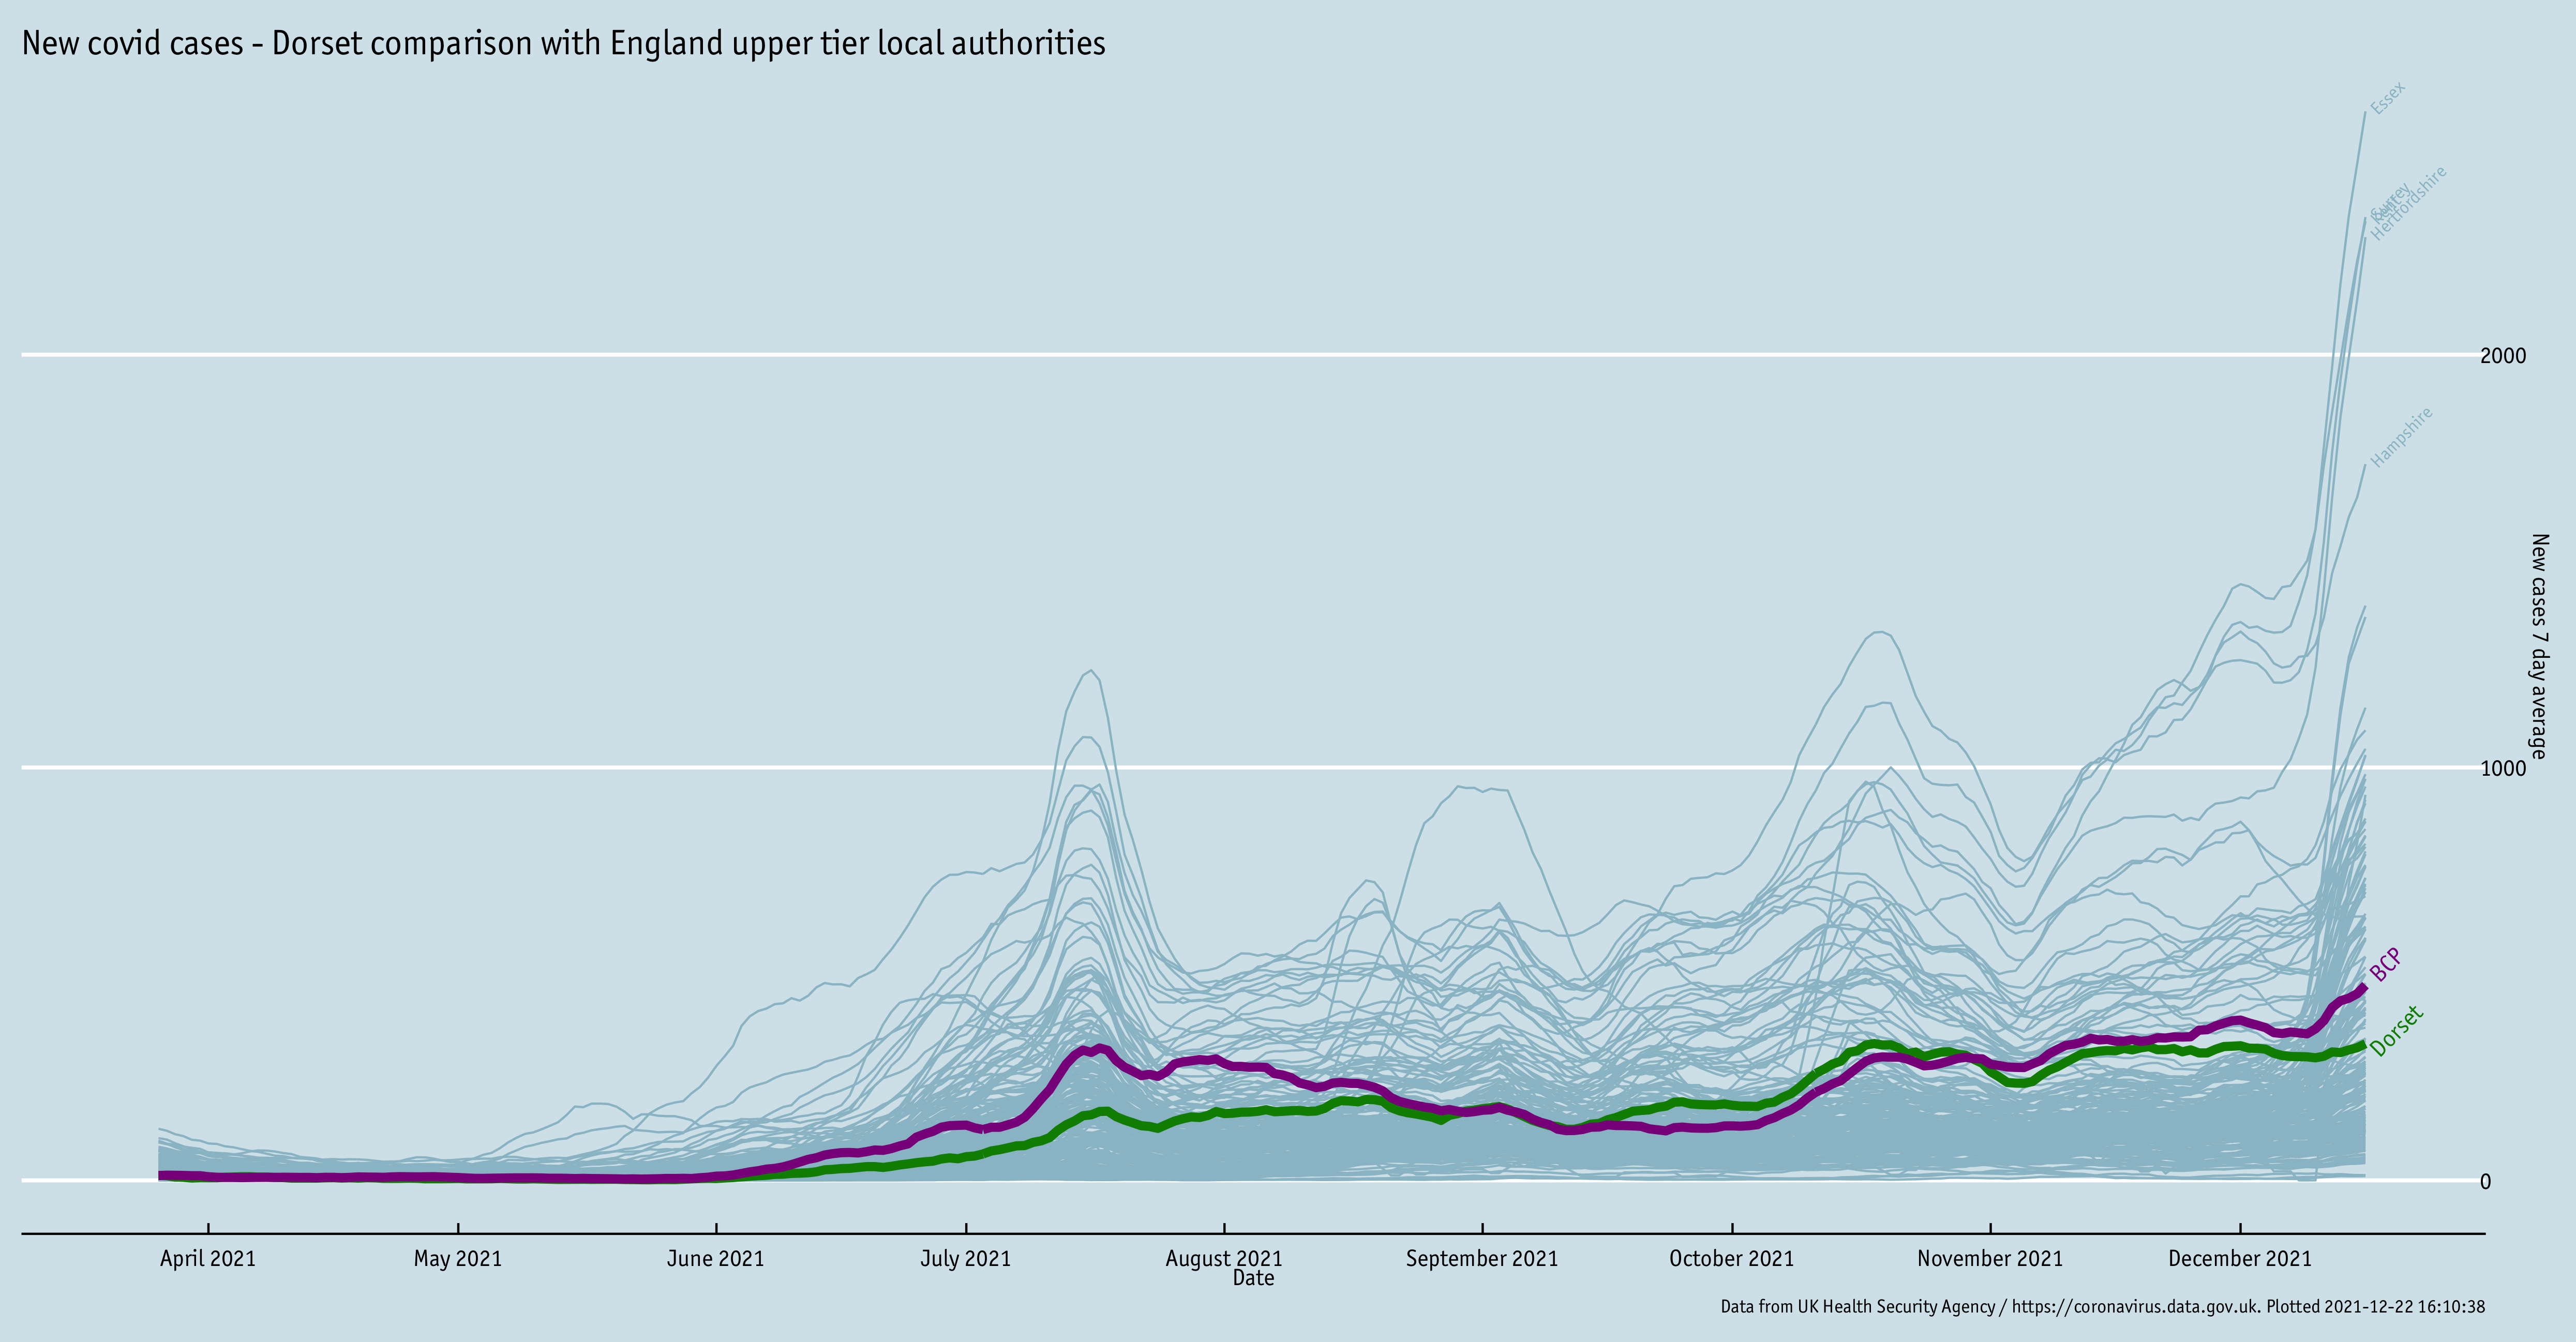 New covid cases - Dorset comparison with England upper tier local authorities
Essex
Surrey
Kent
Hertfordshire
2000
Hampshire
New cases 7 day average
1000
BCP
Dorset
0
April 2021
May 2021
June 2021
July 2021
August 2021
September 2021
October 2021
November 2021
December 2021
Date
Data from UK Health Security Agency / https://coronavirus.data.gov.uk. Plotted 2021-12-22 16:10:38